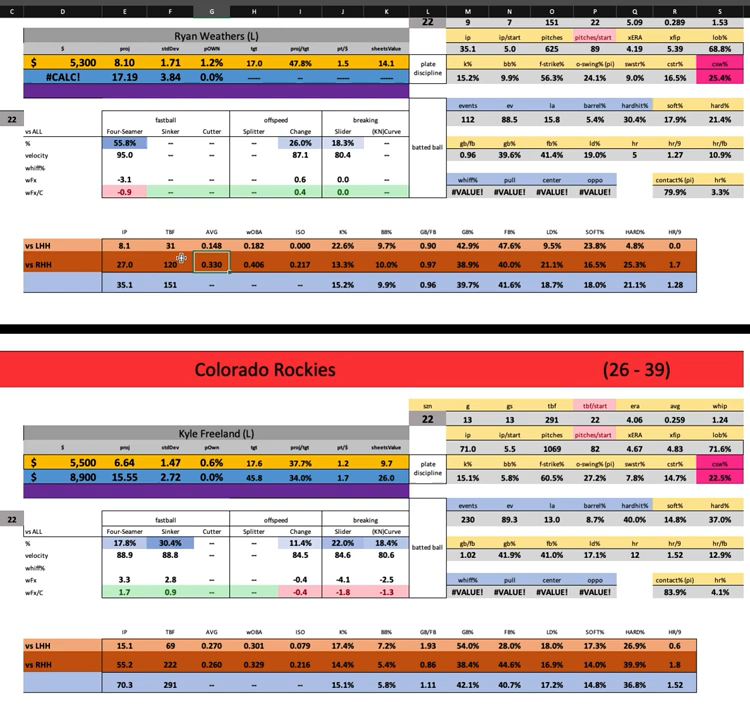 C D E F G H I J K L M N O P Q R S
22 9 7 151 22 5.09 0.289 1.53
Ryan Weathers (L)
ip ip/start pitches pitches/start xERA xfip lob%
$ proj stdDev pOWN tgt proj/tgt pt/$ sheetsValue
35.1 5.0 625 89 4.19 5.39 68.8%
$ 5,300 8.10 1.71 1.2% 17.0 47.8% 1.5 14.1
plate discipline k% bb% f-strike% o-swing% (pi) swstr% cstr% csw%
#CALC! 17.19 3.84 0.0% ---- -- ---- ----
15.2% 9.9% 56.3% 24.1% 9.0% 16.5% 25.4%
events ev la barrel% hardhit% soft% hard%
22 fastball offspeed breaking
112 88.5 15.8 5.4% 30.4% 17.9% 21.4%
vs ALL Four-Seamer Sinker Cutter Splitter Change Slider (KN)Curve
% 55.8% -- -- -- 26.0% 18.3% --
batted ball gb/fb gb% fb% ld% hr hr/9 hr/fb
velocity 95.0 -- -- -- 87.1 80.4 --
0.96 39.6% 41.4% 19.0% 5 1.27 10.9%
whiff%
wFx -3.1 0.6 0.0
whiff% pull center oppo contact% (pi) hr%
wFx/C -0.9 -- -- -- 0.4 0.0 --
#VALUE! #VALUE! #VALUE! #VALUE! 79.9% 3.3%
IP TBF AVG wOBA ISO K% BB% GB/FB GB% FB% LD% SOFT% HARD% HR/9
vs LHH 8.1 31 0.148 0.182 0.000 22.6% 9.7% 0.90 42.9% 47.6% 9.5% 23.8% 4.8% 0.0
vs RHH 27.0 120 0.330 0.406 0.217 13.3% 10.0% 0.97 38.9% 40.0% 21.1% 16.5% 25.3% 1.7
35.1 151 -- -- -- 15.2% 9.9% 0.96 39.7% 41.6% 18.7% 18.0% 21.1% 1.28
Colorado Rockies (26 - 39)
szn g gs tbf tbf/start era avg whip
22 13 13 291 22 4.06 0.259 1.24
Kyle Freeland (L)
ip ip/start pitches pitches/start xERA xfip lob%
$ proj stdDev pOwn tgt proj/tgt pt/$ sheetsValue
71.0 5.5 1069 82 4.67 4.83 71.6%
$ 5,500 6.64 1.47 0.6% 17.6 37.7% 1.2 9.7
plate discipline k% bb% f-strike% o-swing% (pi) swstr% cstr% csw%
$ 8,900 15.55 2.72 0.0% 45.8 34.0% 1.7 26.0
15.1% 5.8% 60.5% 27.2% 7.8% 14.7% 22.5%
events ev la barrel% hardhit% soft% hard%
22 fastball offspeed breaking
230 89.3 13.0 8.7% 40.0% 14.8% 37.0%
vs ALL Four-Seamer Sinker Cutter Splitter Change Slider (KN)Curve
% 17.8% 30.4% -- -- 11.4% 22.0% 18.4%
batted ball gb/fb gb% fb% ld% hr hr/9 hr/fb
velocity 88.9 88.8 -- -- 84.5 84.6 80.6
1.02 41.9% 41.0% 17.1% 12 1.52 12.9%
whiff%
wFx 3.3 2.8 -0.4 -4.1 -2.5
whiff% pull center oppo contact% (pi) hr%
wFx/C 1.7 0.9 -- -- -0.4 -1.8 -1.3
#VALUE! #VALUE! #VALUE! #VALUE! 83.9% 4.1%
IP TBF AVG wOBA ISO K% BB% GB/FB GB% FB% LD% SOFT% HARD% HR/9
vs LHH 15.1 69 0.270 0.301 0.079 17.4% 7.2% 1.93 54.0% 28.0% 18.0% 17.3% 26.9% 0.6
vs RHH 55.2 222 0.260 0.329 0.216 14.4% 5.4% 0.86 38.4% 44.6% 16.9% 14.0% 39.9% 1.8
70.3 291 -- -- -- 15.1% 5.8% 1.11 42.1% 40.7% 17.2% 14.8% 36.8% 1.52